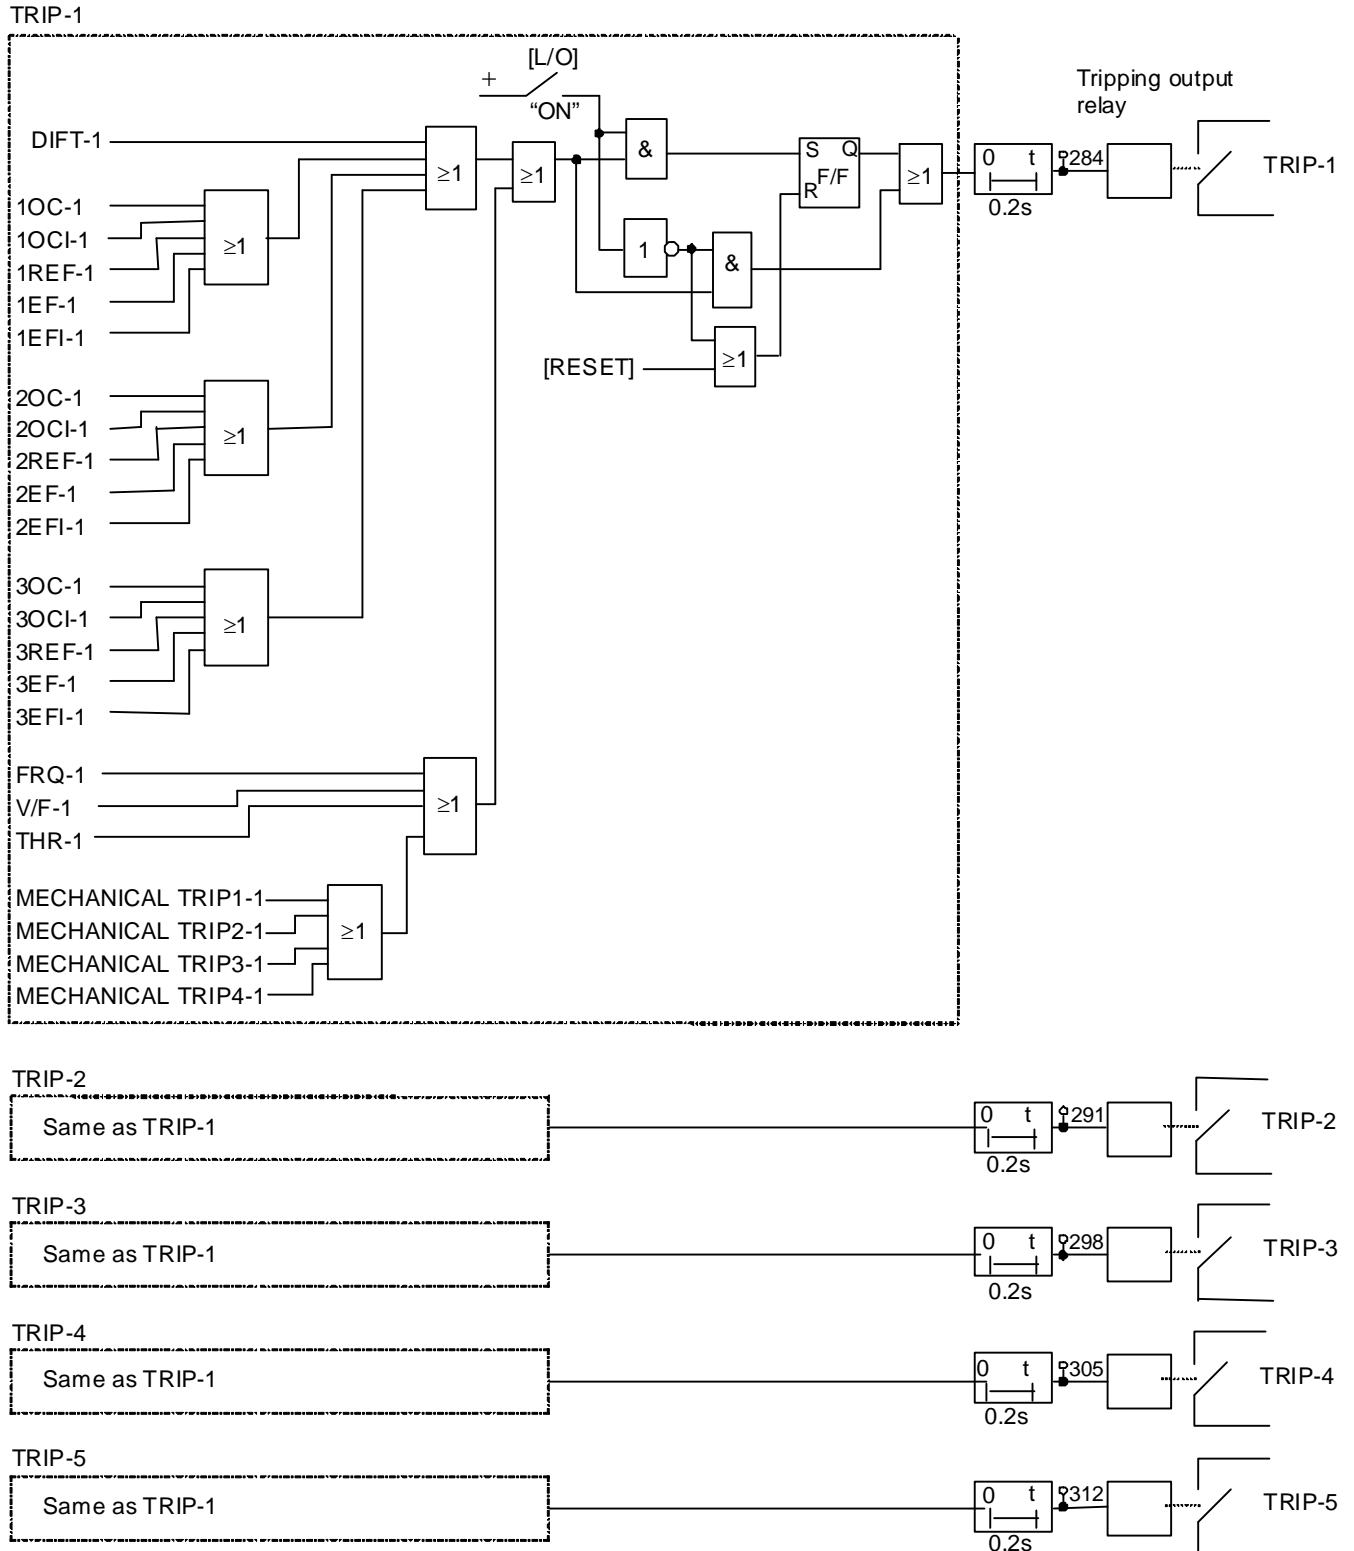 TRIP-1
[L/O]
+
“ON”
Tripping output
relay
DIFT-1
≥1
≥1
&
S Q
F/F
R
≥1
0 t
284
TRIP-1
0.2s
1OC-1
1OCI-1
1REF-1
1EF-1
1EFI-1
≥1
1
&
[RESET]
≥1
2OC-1
2OCI-1
2REF-1
2EF-1
2EFI-1
≥1
3OC-1
3OCI-1
3REF-1
3EF-1
3EFI-1
≥1
FRQ-1
V/F-1
THR-1
≥1
MECHANICAL TRIP1-1
MECHANICAL TRIP2-1
MECHANICAL TRIP3-1
MECHANICAL TRIP4-1
≥1
TRIP-2
Same as TRIP-1
0 t
291
TRIP-2
0.2s
TRIP-3
Same as TRIP-1
0 t
298
TRIP-3
0.2s
TRIP-4
Same as TRIP-1
0 t
305
TRIP-4
0.2s
TRIP-5
Same as TRIP-1
0 t
312
TRIP-5
0.2s